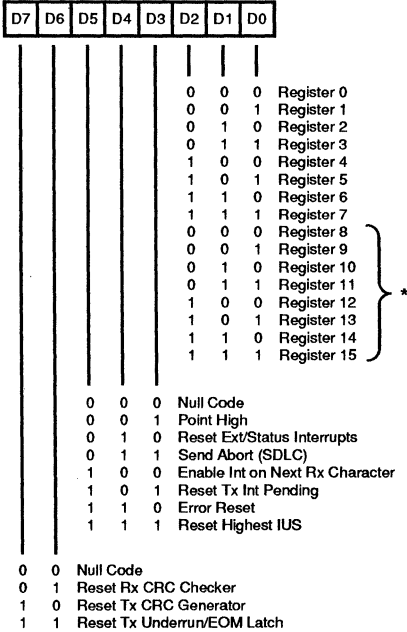 D7 D6 D5 D4 D3 D2 D1 D0
0 0 0 Register 0
0 0 1 Register 1
0 1 0 Register 2
0 1 1 Register 3
1 0 0 Register 4
1 0 1 Register 5
1 1 0 Register 6
1 1 1 Register 7
0 0 0 Register 8
0 0 1 Register 9
0 1 0 Register 10
0 1 1 Register 11
1 0 0 Register 12
1 0 1 Register 13
1 1 0 Register 14
1 1 1 Register 15
*
0 0 0 Null Code
0 0 1 Point High
0 1 0 Reset Ext/Status Interrupts
0 1 1 Send Abort (SDLC)
1 0 0 Enable Int on Next Rx Character
1 0 1 Reset Tx Int Pending
1 1 0 Error Reset
1 1 1 Reset Highest IUS
0 0 Null Code
0 1 Reset Rx CRC Checker
1 0 Reset Tx CRC Generator
1 1 Reset Tx Underrun/EOM Latch